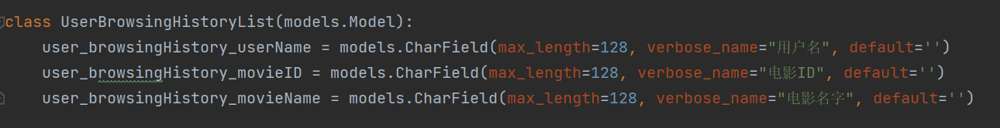 class UserBrowsingHistoryList(models.Model):
    user_browsingHistory_userName = models.CharField(max_length=128, verbose_name="用户名", default='')
    user_browsingHistory_movieID = models.CharField(max_length=128, verbose_name="电影ID", default='')
    user_browsingHistory_movieName = models.CharField(max_length=128, verbose_name="电影名字", default='')